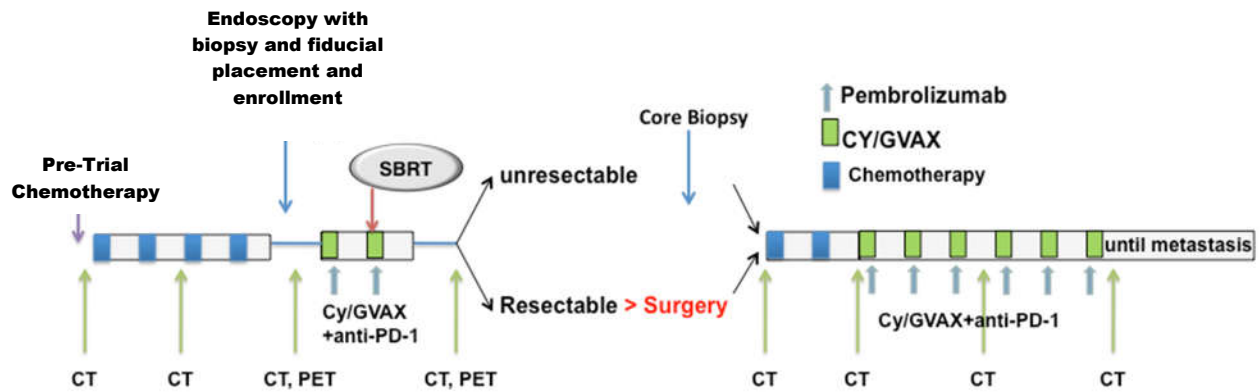 Endoscopy with
biopsy and fiducial
placement and
enrollment
Pre-Trial
Chemotherapy
SBRT
unresectable
Core Biopsy
Pembrolizumab
CY/GVAX
Chemotherapy
until metastasis
Resectable > Surgery
Cy/GVAX
+anti-PD-1
Cy/GVAX+anti-PD-1
CT
CT
CT, PET
CT, PET
CT
CT
CT
CT